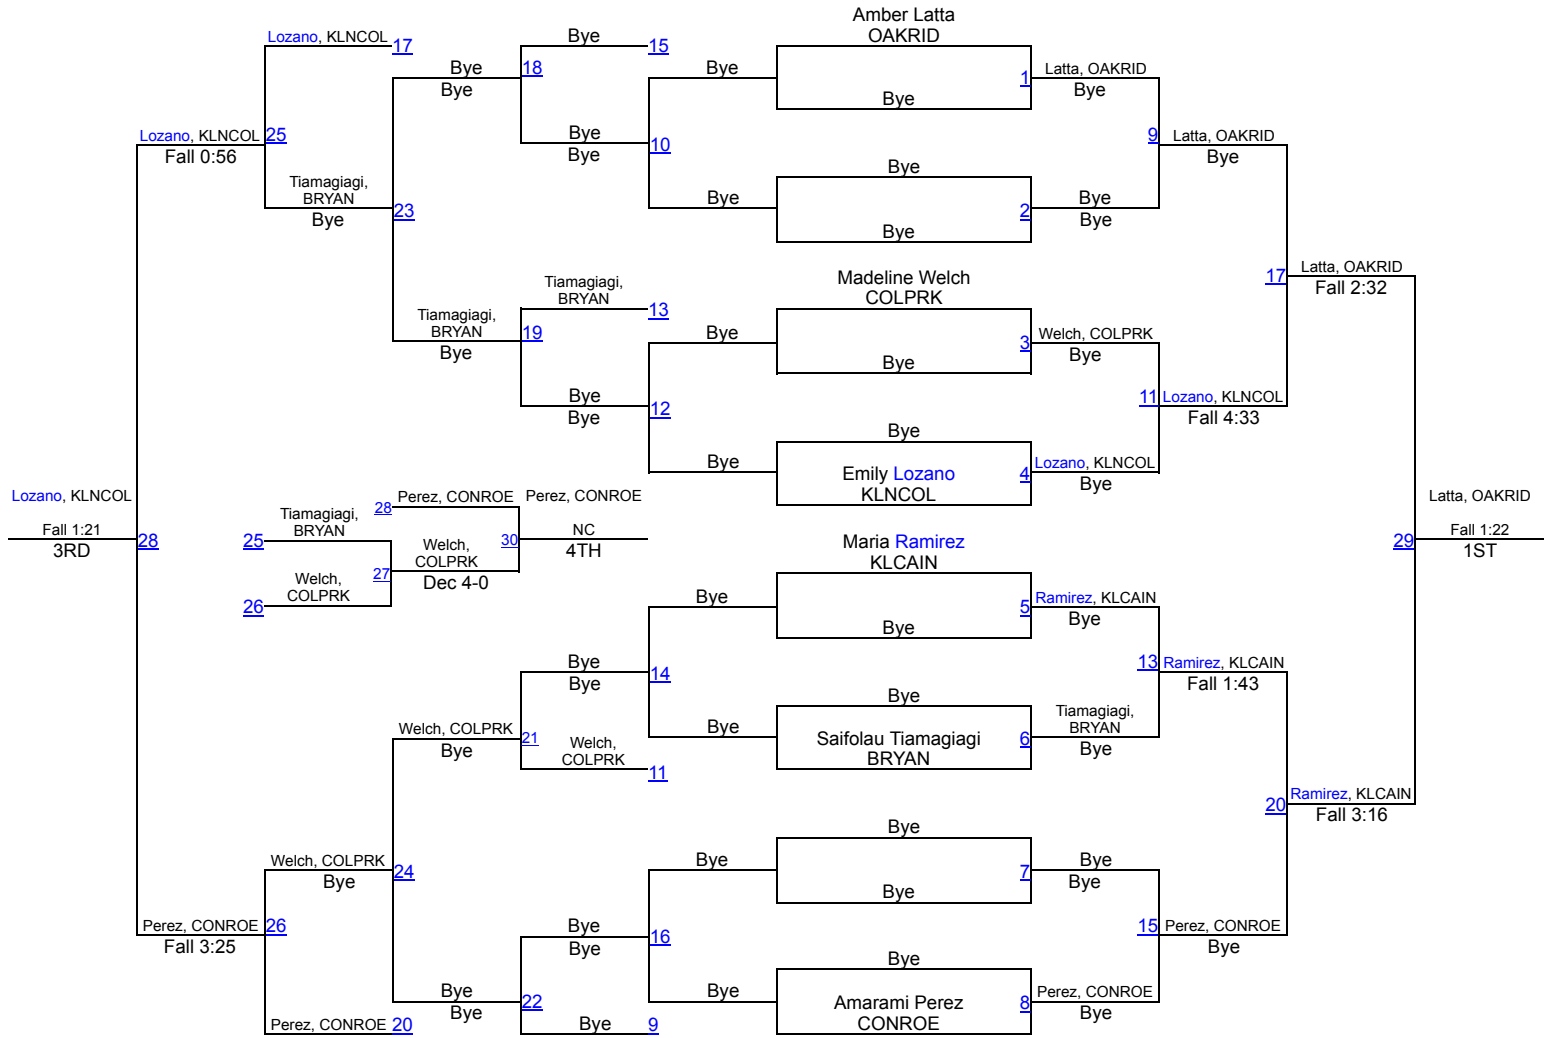 Amber Latta
OAKRID
Lozano, KLNCOL 17
Bye 15
Bye
Bye
18
Bye
1
Latta, OAKRID
Bye
Bye
Lozano, KLNCOL
Fall 0:56
25
Bye
Bye
10
9
Latta, OAKRID
Bye
Tiamagiagi,
BRYAN
Bye
23
Bye
Bye
2
Bye
Bye
Bye
Madeline Welch
COLPRK
Latta, OAKRID
Fall 2:32
17
Tiamagiagi,
BRYAN
13
Tiamagiagi,
BRYAN
Bye
19
Bye
3
Welch, COLPRK
Bye
Bye
Bye
Bye
12
11
Lozano, KLNCOL
Fall 4:33
Bye
Bye
Emily Lozano
KLNCOL
4
Lozano, KLNCOL
Bye
Lozano, KLNCOL
Fall 1:21
3RD
28
28
Perez, CONROE
Perez, CONROE
Tiamagiagi,
BRYAN
25
Welch,
COLPRK
Dec 4-0
30
NC
4TH
27
Welch,
COLPRK
26
Latta, OAKRID
Fall 1:22
1ST
29
Maria Ramirez
KLCAIN
Bye
5
Ramirez, KLCAIN
Bye
Bye
Bye
Bye
14
13
Ramirez, KLCAIN
Fall 1:43
Bye
Welch, COLPRK
Bye
21
Welch,
COLPRK
11
Bye
Saifolau Tiamagiagi
BRYAN
6
Tiamagiagi,
BRYAN
Bye
20
Ramirez, KLCAIN
Fall 3:16
Bye
Welch, COLPRK
Bye
24
Bye
7
Bye
Bye
Bye
Perez, CONROE
Fall 3:25
26
Bye
Bye
16
15
Perez, CONROE
Bye
Bye
Bye
Bye
22
Bye
Amarami Perez
CONROE
8
Perez, CONROE
Bye
Perez, CONROE 20
Bye 9